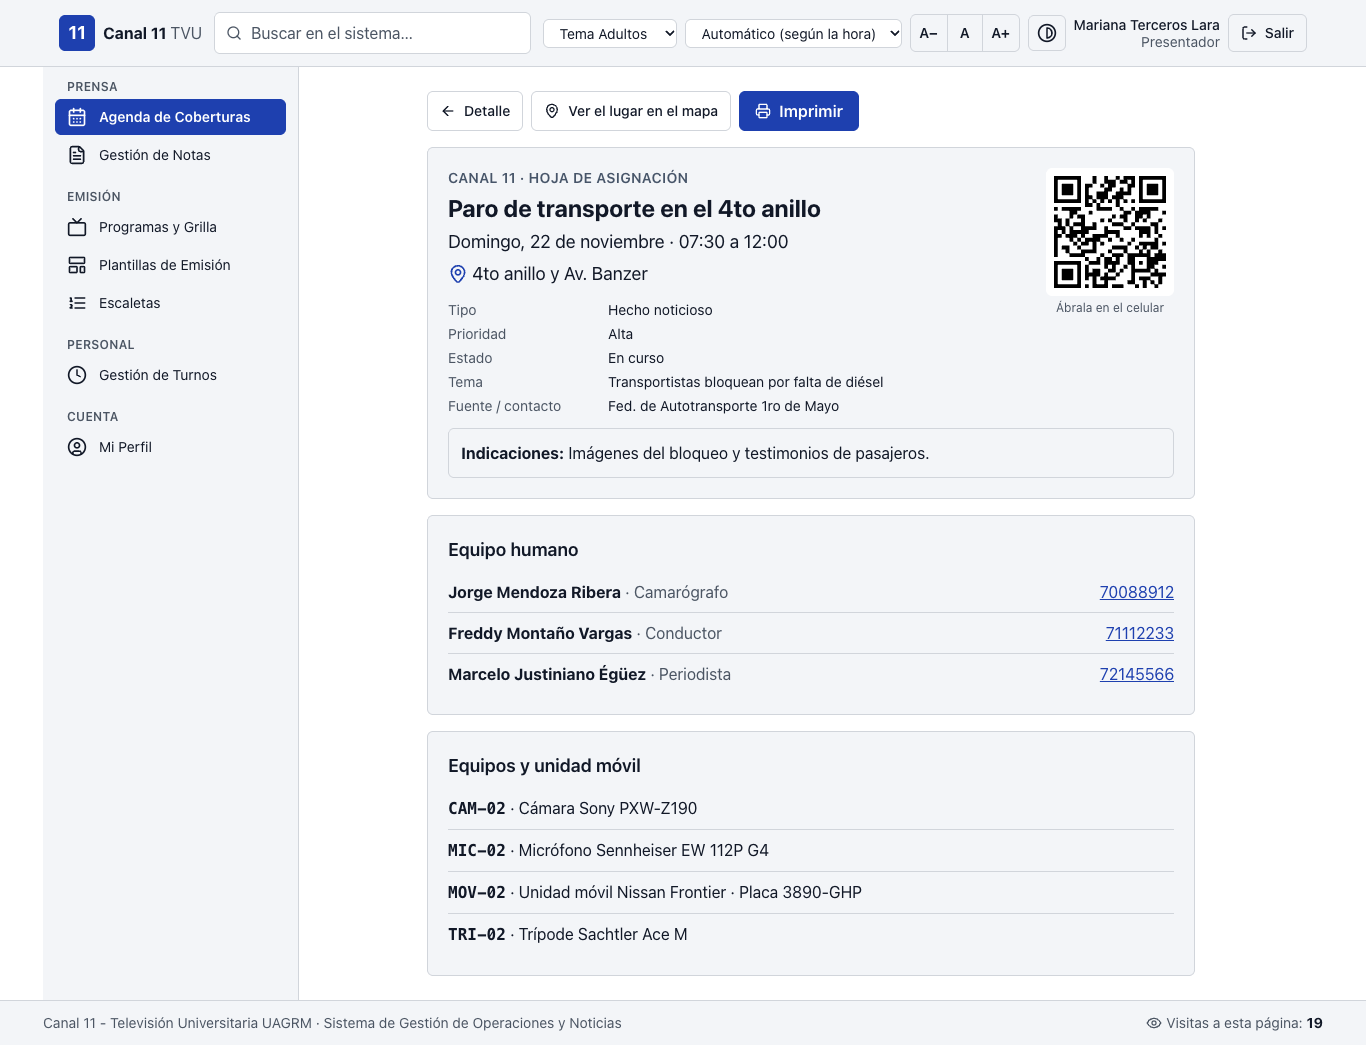 11 Canal 11 TVU
Buscar en el sistema...
Tema Adultos
Automático (según la hora)
A− A A+
Mariana Terceros Lara
Presentador
Salir
PRENSA
Agenda de Coberturas
Gestión de Notas
EMISIÓN
Programas y Grilla
Plantillas de Emisión
Escaletas
PERSONAL
Gestión de Turnos
CUENTA
Mi Perfil
Detalle
Ver el lugar en el mapa
Imprimir
CANAL 11 · HOJA DE ASIGNACIÓN
Paro de transporte en el 4to anillo
Domingo, 22 de noviembre · 07:30 a 12:00
4to anillo y Av. Banzer
Ábrala en el celular
Tipo Hecho noticioso
Prioridad Alta
Estado En curso
Tema Transportistas bloquean por falta de diésel
Fuente / contacto Fed. de Autotransporte 1ro de Mayo
Indicaciones: Imágenes del bloqueo y testimonios de pasajeros.
Equipo humano
Jorge Mendoza Ribera · Camarógrafo 70088912
Freddy Montaño Vargas · Conductor 71112233
Marcelo Justiniano Égüez · Periodista 72145566
Equipos y unidad móvil
CAM-02 · Cámara Sony PXW-Z190
MIC-02 · Micrófono Sennheiser EW 112P G4
MOV-02 · Unidad móvil Nissan Frontier · Placa 3890-GHP
TRI-02 · Trípode Sachtler Ace M
Canal 11 - Televisión Universitaria UAGRM · Sistema de Gestión de Operaciones y Noticias
Visitas a esta página: 19